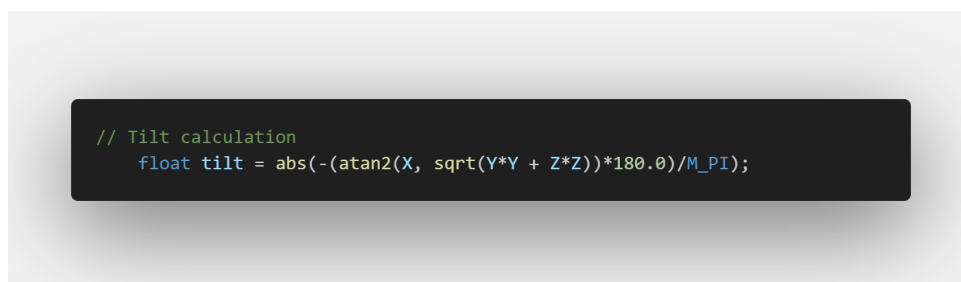 // Tilt calculation
float tilt = abs(-(atan2(X, sqrt(Y*Y + Z*Z))*180.0)/M_PI);